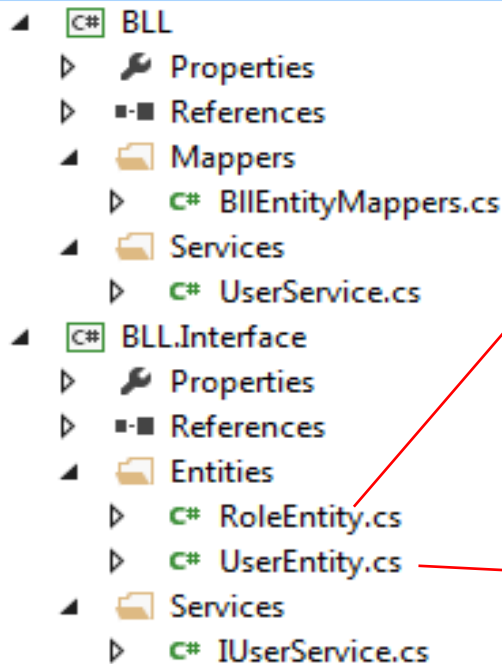 C# BLL
Properties
References
Mappers
C# BllEntityMappers.cs
Services
C# UserService.cs
C# BLL.Interface
Properties
References
Entities
C# RoleEntity.cs
C# UserEntity.cs
Services
C# IUserService.cs